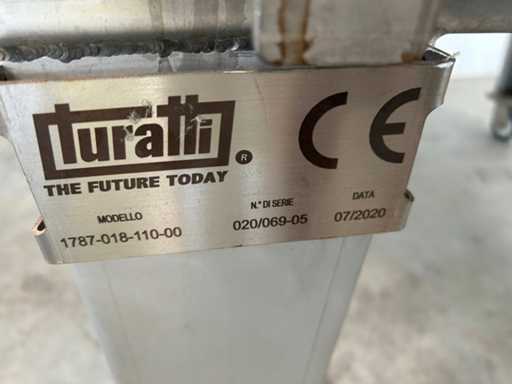 turatti ®
THE FUTURE TODAY
CE
MODELLO
1787-018-110-00
N.° DI SERIE
020/069-05
DATA
07/2020